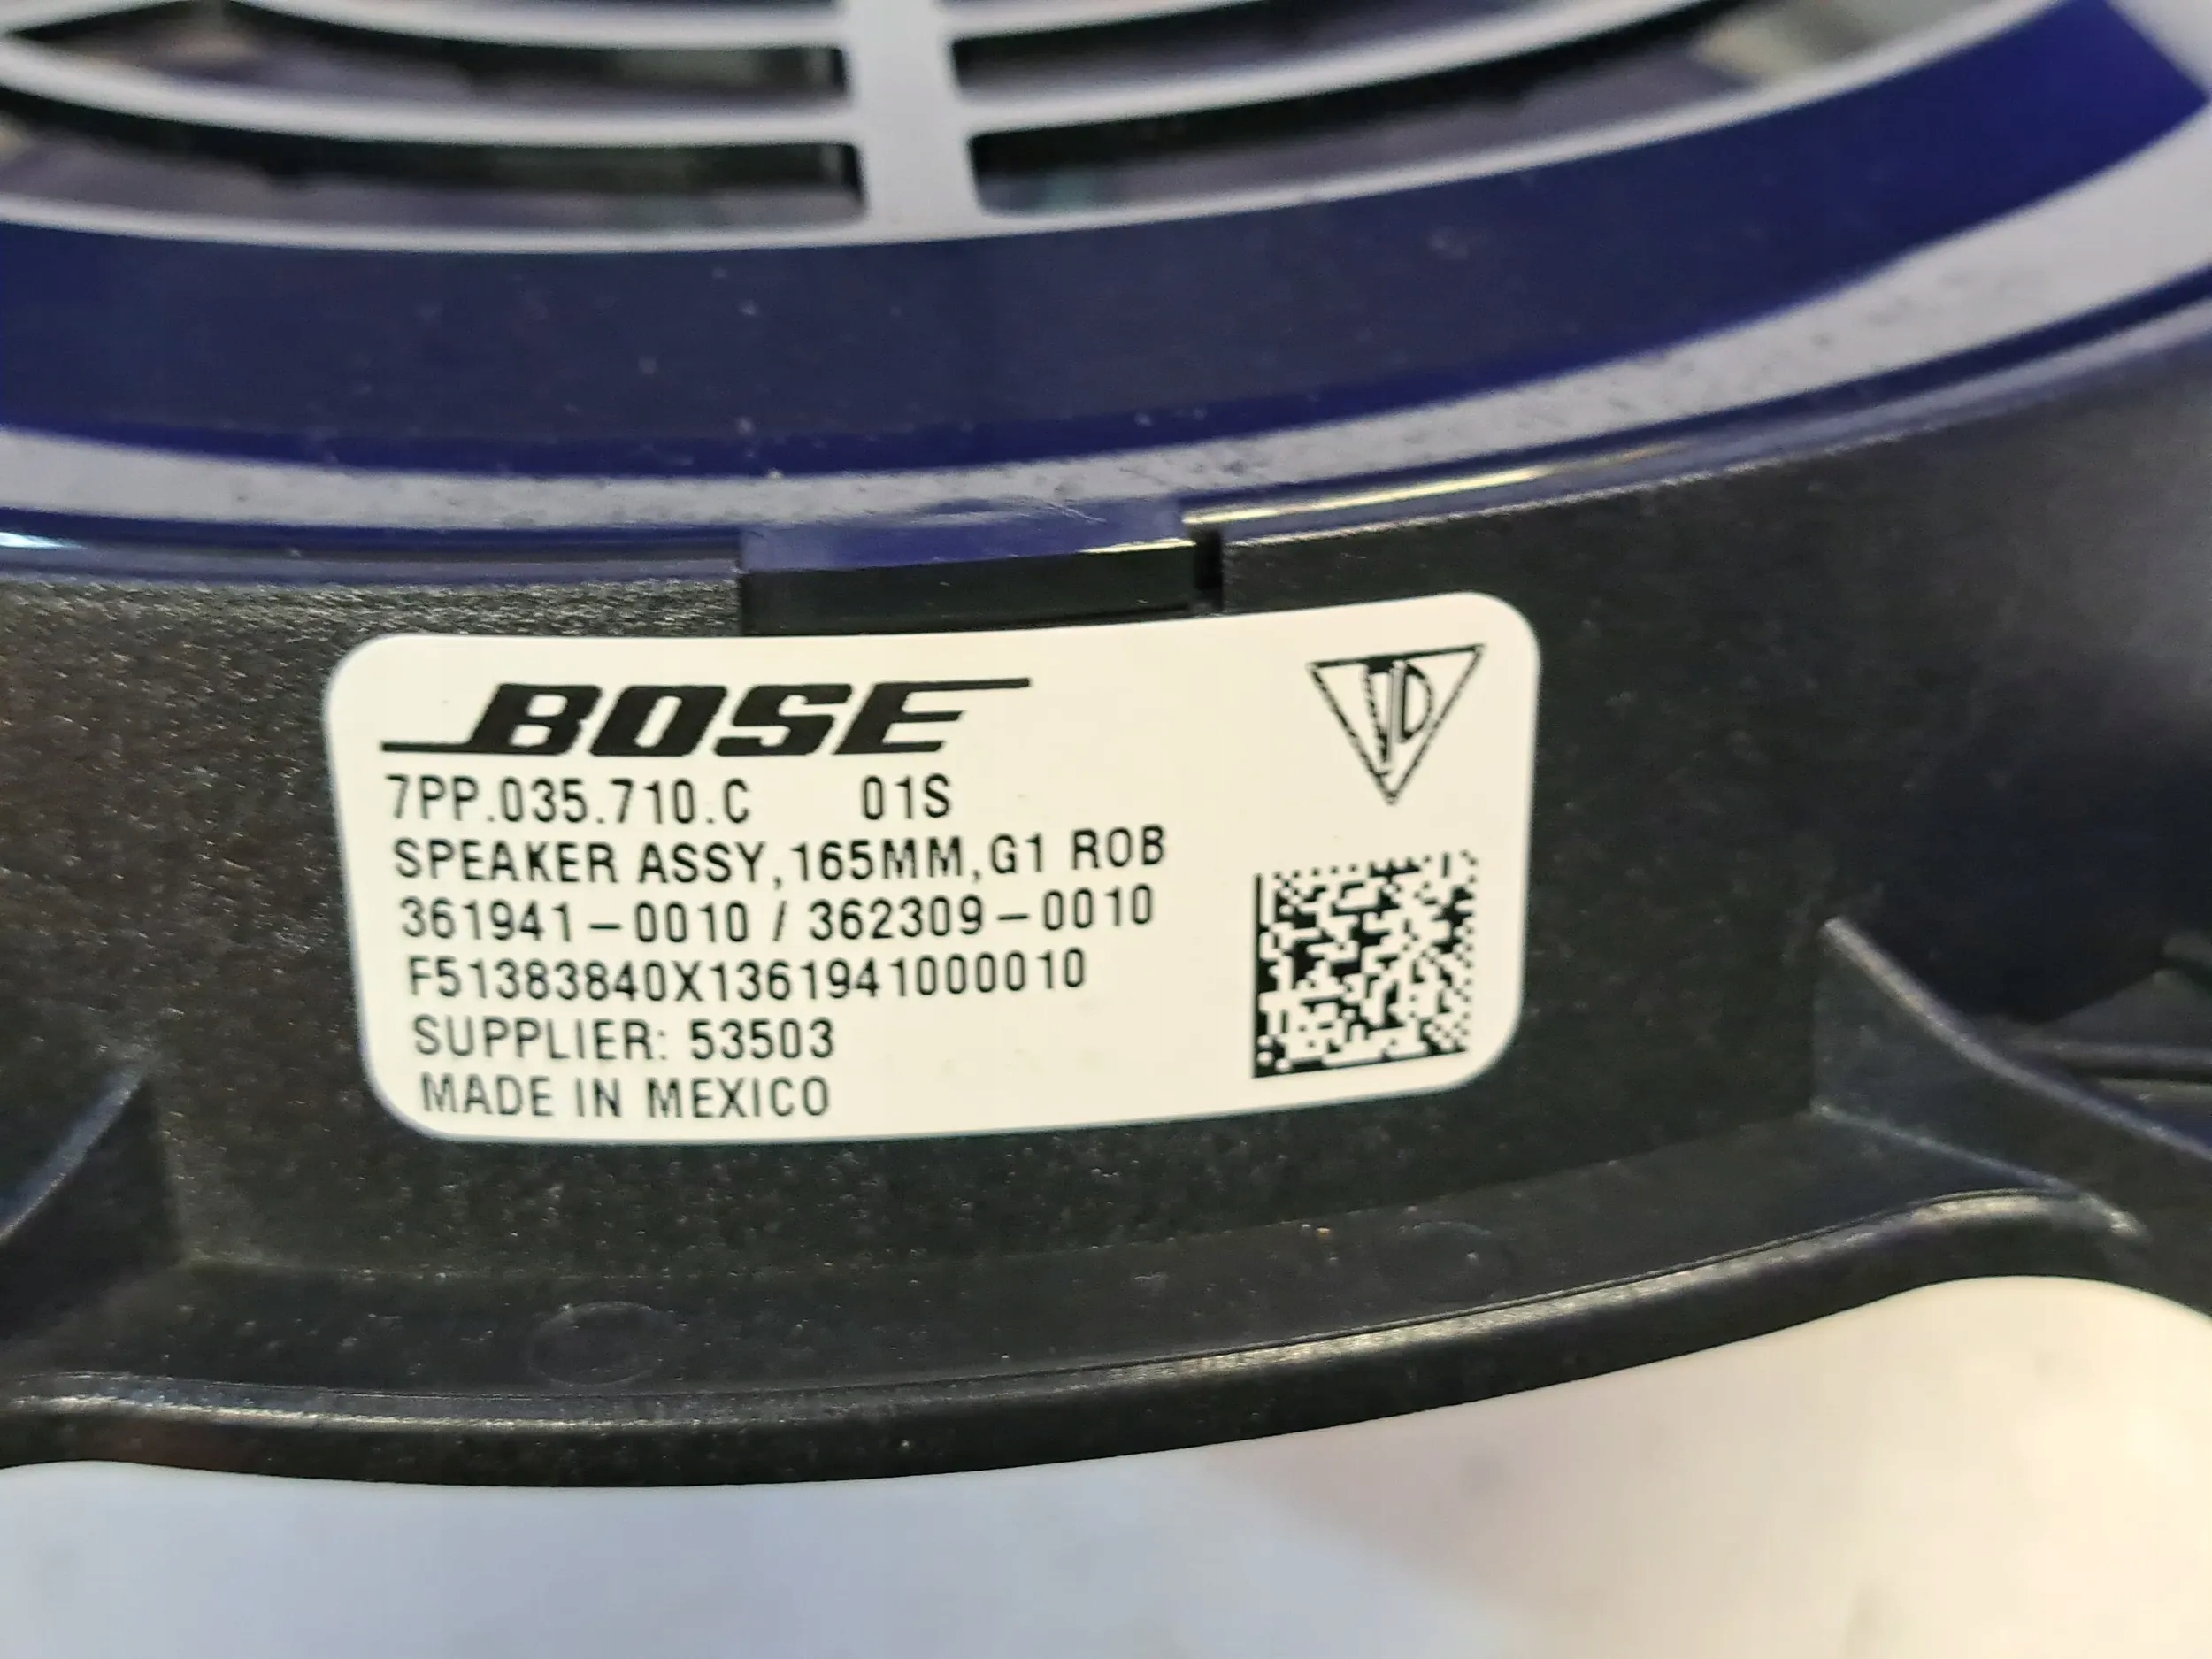 BOSE
7PP.035.710.C 01S
SPEAKER ASSY,165MM,G1 ROB
361941-0010 / 362309-0010
F51383840X1361941000010
SUPPLIER: 53503
MADE IN MEXICO